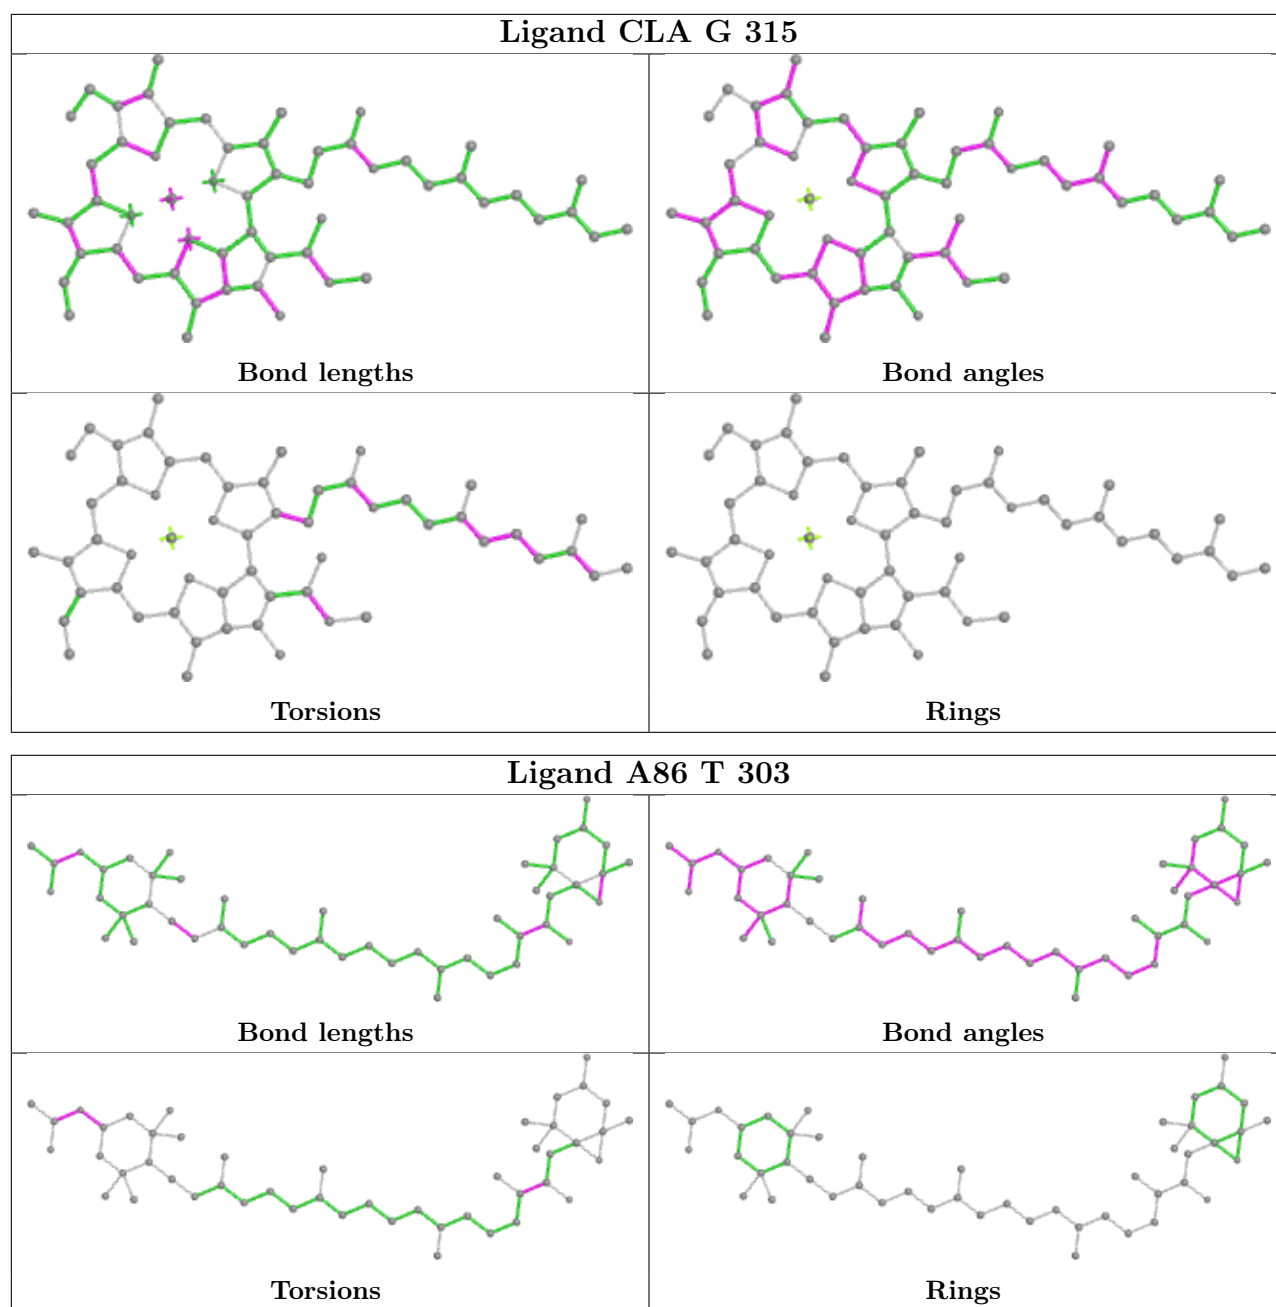 Ligand CLA G 315
Bond lengths
Bond angles
Torsions
Rings
Ligand A86 T 303
Bond lengths
Bond angles
Torsions
Rings